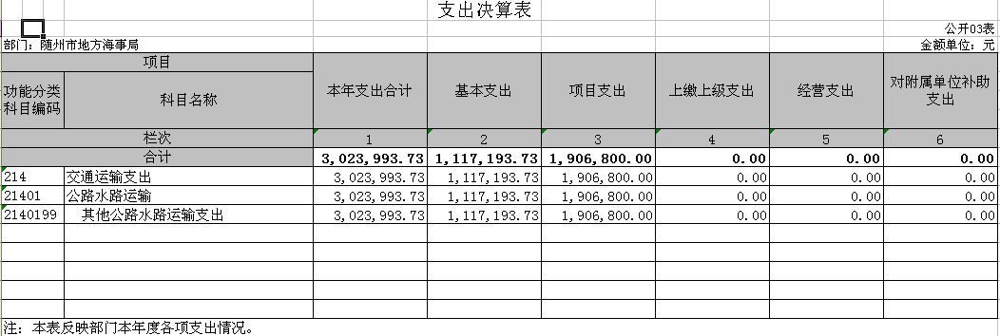 支出决算表
公开03表
部门：随州市地方海事局 金额单位：元
项目 本年支出合计 基本支出 项目支出 上缴上级支出 经营支出 对附属单位补助支出
功能分类科目编码 科目名称
栏次 1 2 3 4 5 6
合计 3,023,993.73 1,117,193.73 1,906,800.00 0.00 0.00 0.00
214 交通运输支出 3,023,993.73 1,117,193.73 1,906,800.00 0.00 0.00 0.00
21401 公路水路运输 3,023,993.73 1,117,193.73 1,906,800.00 0.00 0.00 0.00
2140199 其他公路水路运输支出 3,023,993.73 1,117,193.73 1,906,800.00 0.00 0.00 0.00
注：本表反映部门本年度各项支出情况。